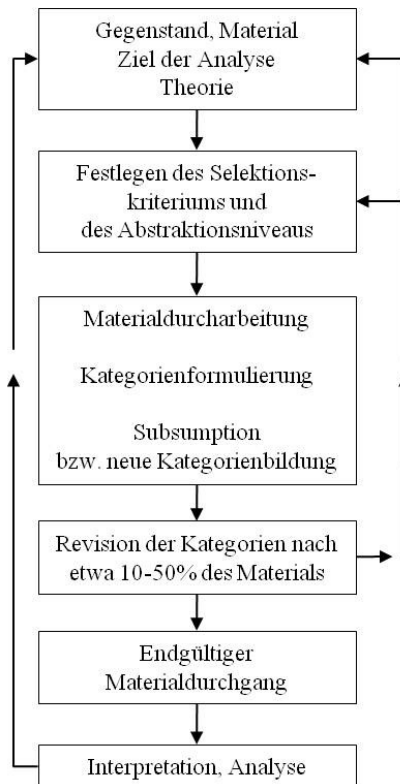 Gegenstand, Material
Ziel der Analyse
Theorie
Festlegen des Selektions-
kriteriums und
des Abstraktionsniveaus
Materialdurcharbeitung
Kategorienformulierung
Subsumption
bzw. neue Kategorienbildung
Revision der Kategorien nach
etwa 10-50% des Materials
Endgültiger
Materialdurchgang
Interpretation, Analyse